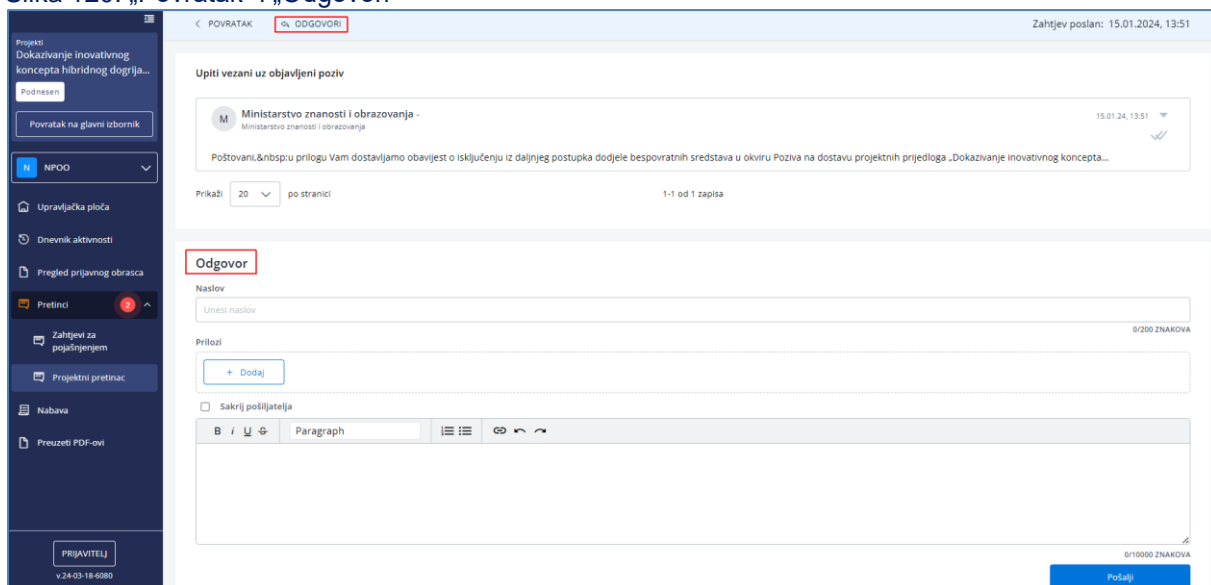 Slika 129. „Povratak“ i „Odgovori“
< POVRATAK ODGOVORI Zahtjev poslan: 15.01.2024, 13:51
Projekti
Dokazivanje inovativnog
koncepta hibridnog dogrija...
Podnesen
Povratak na glavni izbornik
N NPOO
Upravljačka ploča
Dnevnik aktivnosti
Pregled prijavnog obrasca
Pretinci 2
Zahtjevi za
pojašnjenjem
Projektni pretinac
Nabava
Preuzeti PDF-ovi
PRIJAVITELJ
v.24-03-18-6080
Upiti vezani uz objavljeni poziv
M Ministarstvo znanosti i obrazovanja - 15.01.24, 13:51
Ministarstvo znanosti i obrazovanja
Poštovani,&nbsp;u prilogu Vam dostavljamo obavijest o isključenju iz daljnjeg postupka dodjele bespovratnih sredstava u okviru Poziva na dostavu projektnih prijedloga „Dokazivanje inovativnog koncepta...
Prikaži 20 po stranici 1-1 od 1 zapisa
Odgovor
Naslov
Unesi naslov
0/200 ZNAKOVA
Prilozi
+ Dodaj
Sakrij pošiljatelja
B I U S Paragraph
0/10000 ZNAKOVA
Pošalji